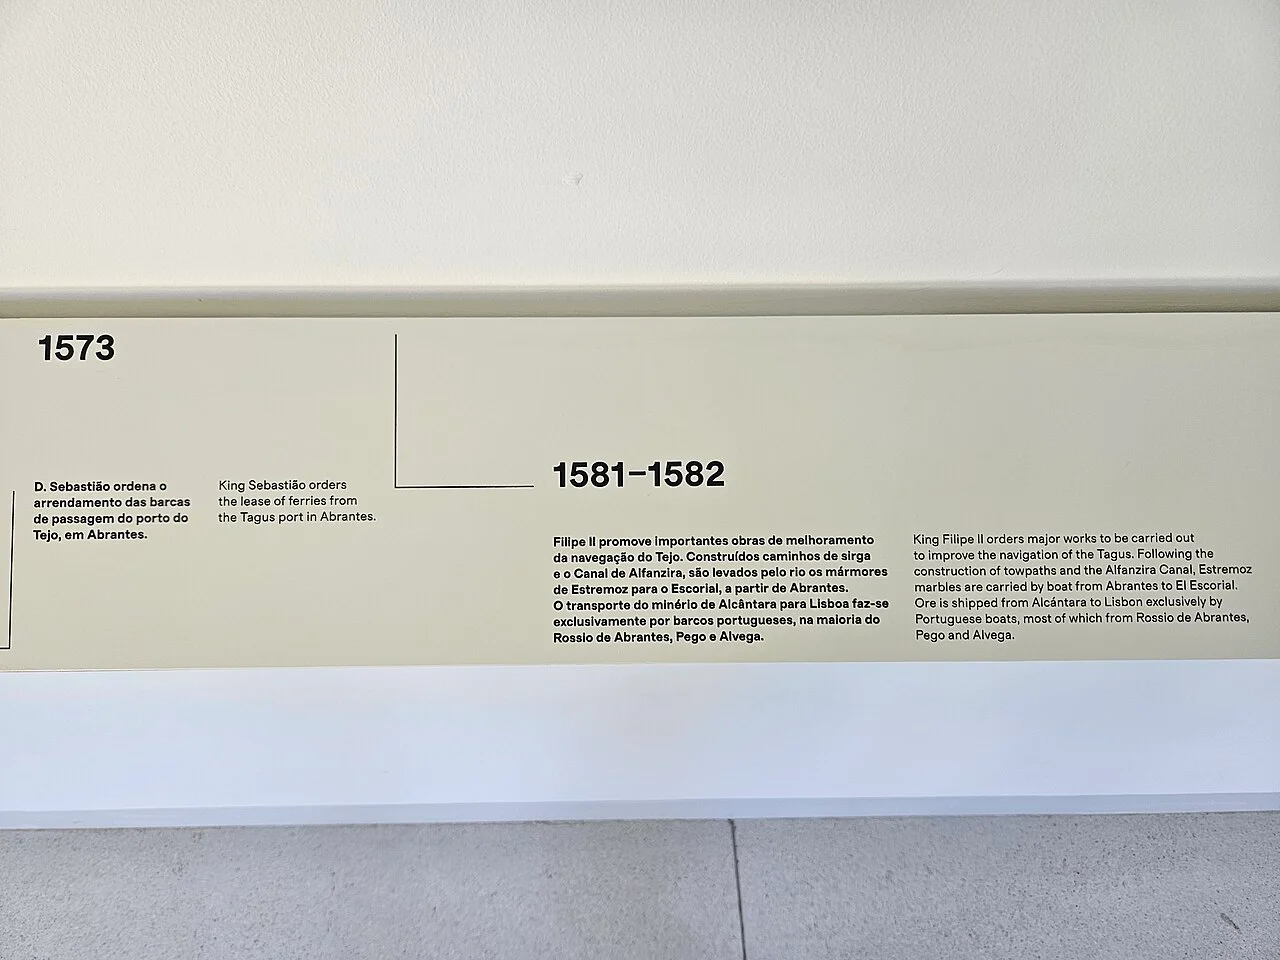 1573
D. Sebastião ordena o
arrendamento das barcas
de passagem do porto do
Tejo, em Abrantes.
King Sebastião orders
the lease of ferries from
the Tagus port in Abrantes.
1581–1582
Filipe II promove importantes obras de melhoramento
da navegação do Tejo. Construídos caminhos de sirga
e o Canal de Alfanzira, são levados pelo rio os mármores
de Estremoz para o Escorial, a partir de Abrantes.
O transporte do minério de Alcântara para Lisboa faz-se
exclusivamente por barcos portugueses, na maioria do
Rossio de Abrantes, Pego e Alvega.
King Filipe II orders major works to be carried out
to improve the navigation of the Tagus. Following the
construction of towpaths and the Alfanzira Canal, Estremoz
marbles are carried by boat from Abrantes to El Escorial.
Ore is shipped from Alcántara to Lisbon exclusively by
Portuguese boats, most of which from Rossio de Abrantes,
Pego and Alvega.